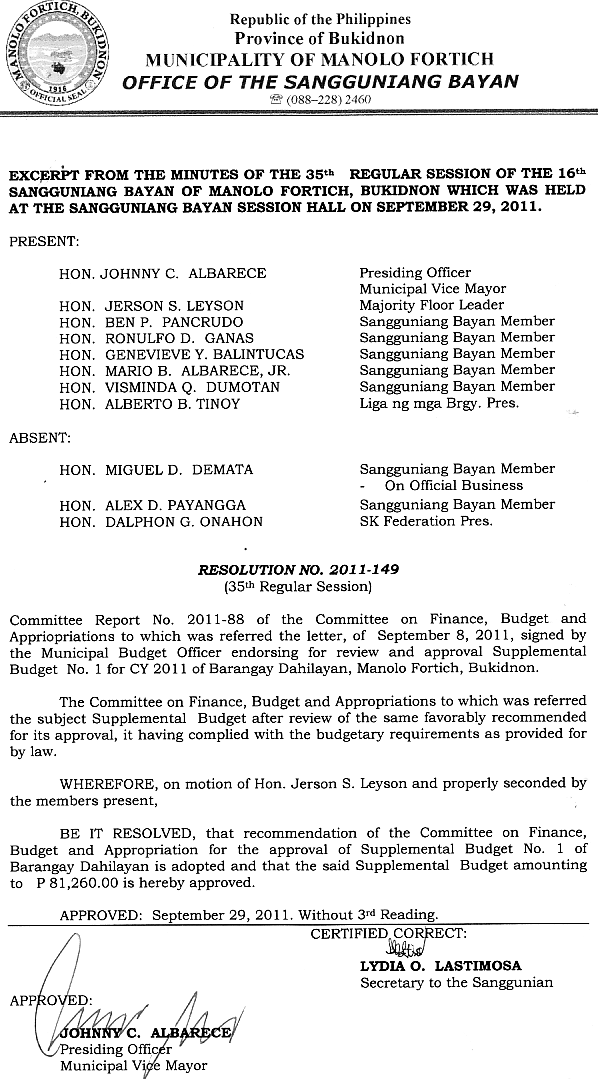 MANOLO FORTICH, BUKIDNON
1916
OFFICIAL SEAL
Republic of the Philippines
Province of Bukidnon
MUNICIPALITY OF MANOLO FORTICH
OFFICE OF THE SANGGUNIANG BAYAN
☏ (088–228) 2460
EXCERPT FROM THE MINUTES OF THE 35th REGULAR SESSION OF THE 16th
SANGGUNIANG BAYAN OF MANOLO FORTICH, BUKIDNON WHICH WAS HELD
AT THE SANGGUNIANG BAYAN SESSION HALL ON SEPTEMBER 29, 2011.
PRESENT:
HON. JOHNNY C. ALBARECE Presiding Officer
Municipal Vice Mayor
HON. JERSON S. LEYSON Majority Floor Leader
HON. BEN P. PANCRUDO Sangguniang Bayan Member
HON. RONULFO D. GANAS Sangguniang Bayan Member
HON. GENEVIEVE Y. BALINTUCAS Sangguniang Bayan Member
HON. MARIO B. ALBARECE, JR. Sangguniang Bayan Member
HON. VISMINDA Q. DUMOTAN Sangguniang Bayan Member
HON. ALBERTO B. TINOY Liga ng mga Brgy. Pres.
ABSENT:
HON. MIGUEL D. DEMATA Sangguniang Bayan Member
- On Official Business
HON. ALEX D. PAYANGGA Sangguniang Bayan Member
HON. DALPHON G. ONAHON SK Federation Pres.
RESOLUTION NO. 2011-149
(35th Regular Session)
Committee Report No. 2011-88 of the Committee on Finance, Budget and
Appriopriations to which was referred the letter, of September 8, 2011, signed by
the Municipal Budget Officer endorsing for review and approval Supplemental
Budget No. 1 for CY 2011 of Barangay Dahilayan, Manolo Fortich, Bukidnon.
The Committee on Finance, Budget and Appropriations to which was referred
the subject Supplemental Budget after review of the same favorably recommended
for its approval, it having complied with the budgetary requirements as provided for
by law.
WHEREFORE, on motion of Hon. Jerson S. Leyson and properly seconded by
the members present,
BE IT RESOLVED, that recommendation of the Committee on Finance,
Budget and Appropriation for the approval of Supplemental Budget No. 1 of
Barangay Dahilayan is adopted and that the said Supplemental Budget amounting
to P 81,260.00 is hereby approved.
APPROVED: September 29, 2011. Without 3rd Reading.
CERTIFIED CORRECT:
LYDIA O. LASTIMOSA
Secretary to the Sanggunian
APPROVED:
JOHNNY C. ALBARECE
Presiding Officer
Municipal Vice Mayor